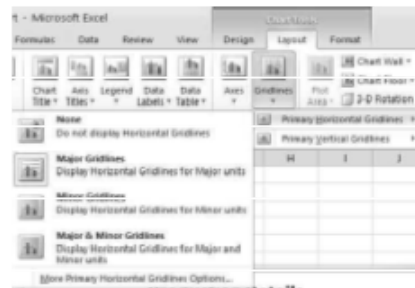 t - Microsoft Excel
Chart Tools
Formulas Data Review View Design Layout Format
Chart Title Axis Titles Legend Data Labels Data Table Axes Gridlines Plot Area
Chart Wall
3-D Rotation
None
Do not display Horizontal Gridlines
Primary Horizontal Gridlines
Primary Vertical Gridlines
Major Gridlines
Display Horizontal Gridlines for Major units
H I J
Minor Gridlines
Display Horizontal Gridlines for Minor units
Major & Minor Gridlines
Display Horizontal Gridlines for Major and
Minor units
More Primary Horizontal Gridlines Options...